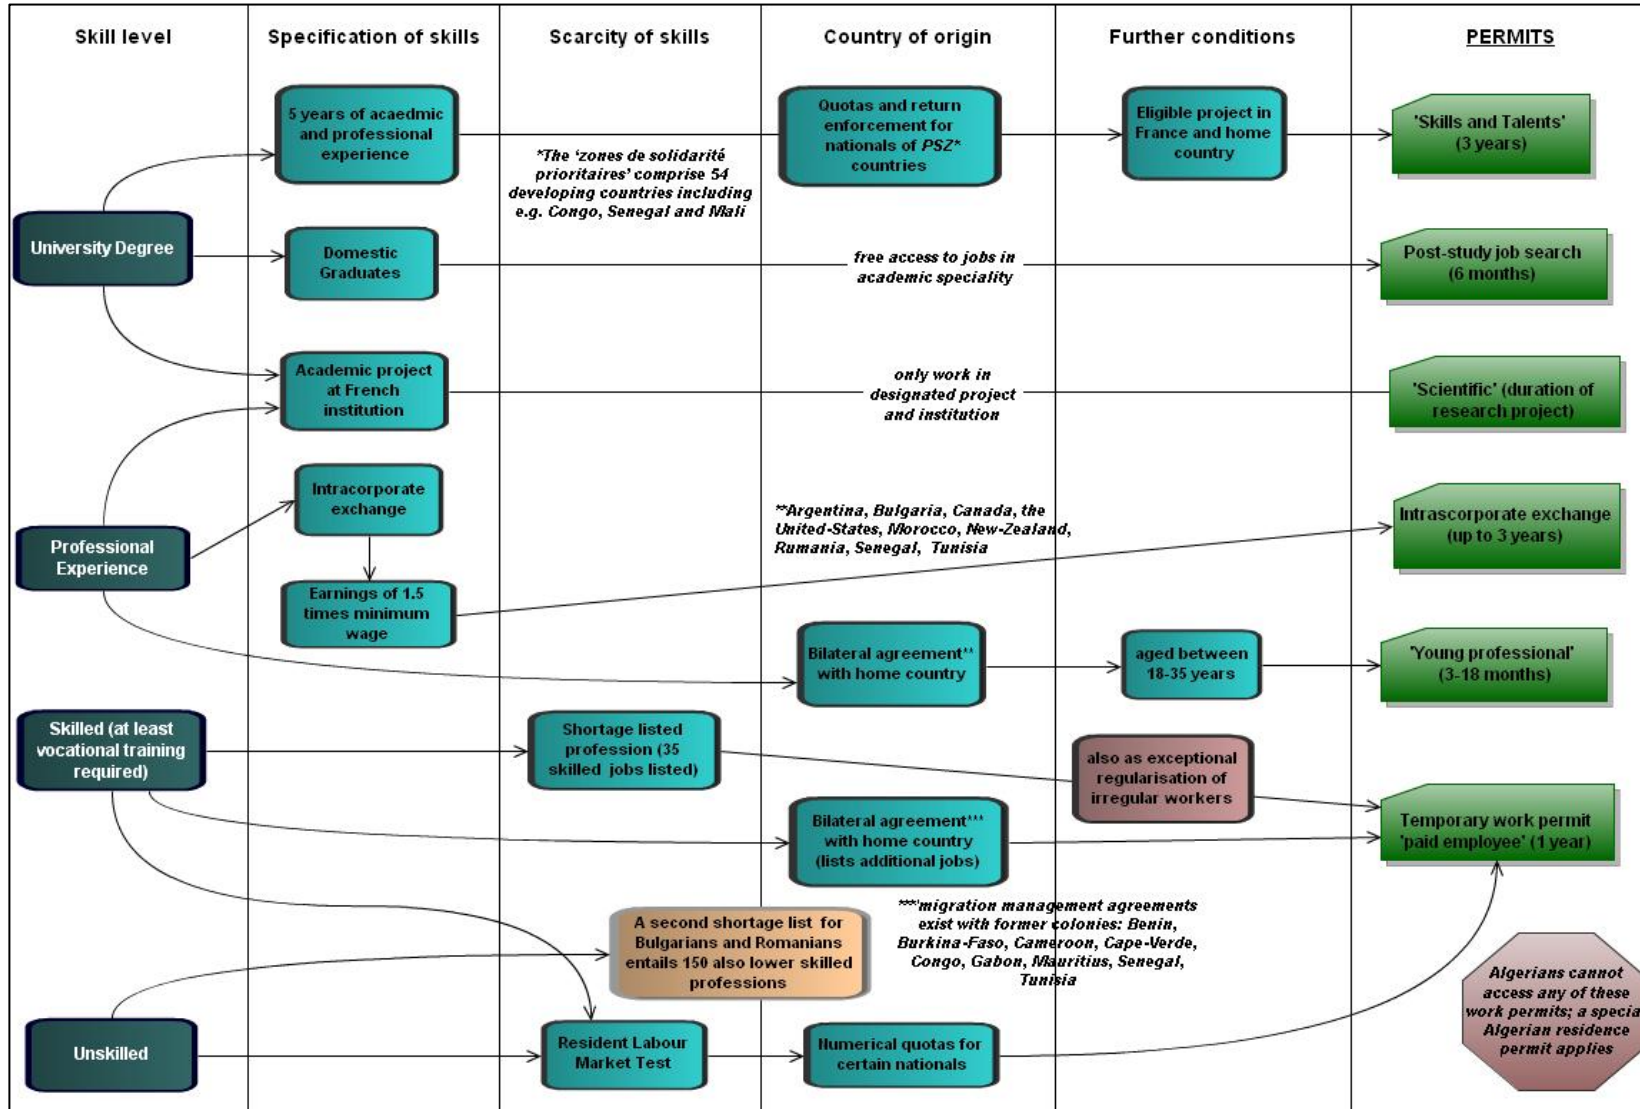 Skill level
Specification of skills
Scarcity of skills
Country of origin
Further conditions
PERMITS
5 years of acaedmic
and professional
experience
Quotas and return
enforcement for
nationals of PSZ*
countries
Eligible project in
France and home
country
'Skills and Talents'
(3 years)
*The 'zones de solidarité
prioritaires' comprise 54
developing countries including
e.g. Congo, Senegal and Mali
University Degree
Domestic
Graduates
free access to jobs in
academic speciality
Post-study job search
(6 months)
Academic project
at French
institution
only work in
designated project
and institution
'Scientific' (duration of
research project)
Intracorporate
exchange
**Argentina, Bulgaria, Canada, the
United-States, Morocco, New-Zealand,
Rumania, Senegal, Tunisia
Intrascorporate exchange
(up to 3 years)
Professional
Experience
Earnings of 1.5
times minimum
wage
Bilateral agreement**
with home country
aged between
18-35 years
'Young professional'
(3-18 months)
Skilled (at least
vocational training
required)
Shortage listed
profession (35
skilled jobs listed)
also as exceptional
regularisation of
irregular workers
Bilateral agreement***
with home country
(lists additional jobs)
Temporary work permit
'paid employee' (1 year)
A second shortage list for
Bulgarians and Romanians
entails 150 also lower skilled
professions
***'migration management agreements
exist with former colonies: Benin,
Burkina-Faso, Cameroon, Cape-Verde,
Congo, Gabon, Mauritius, Senegal,
Tunisia
Algerians cannot
access any of these
work permits; a specia
Algerian residence
permit applies
Unskilled
Resident Labour
Market Test
Numerical quotas for
certain nationals